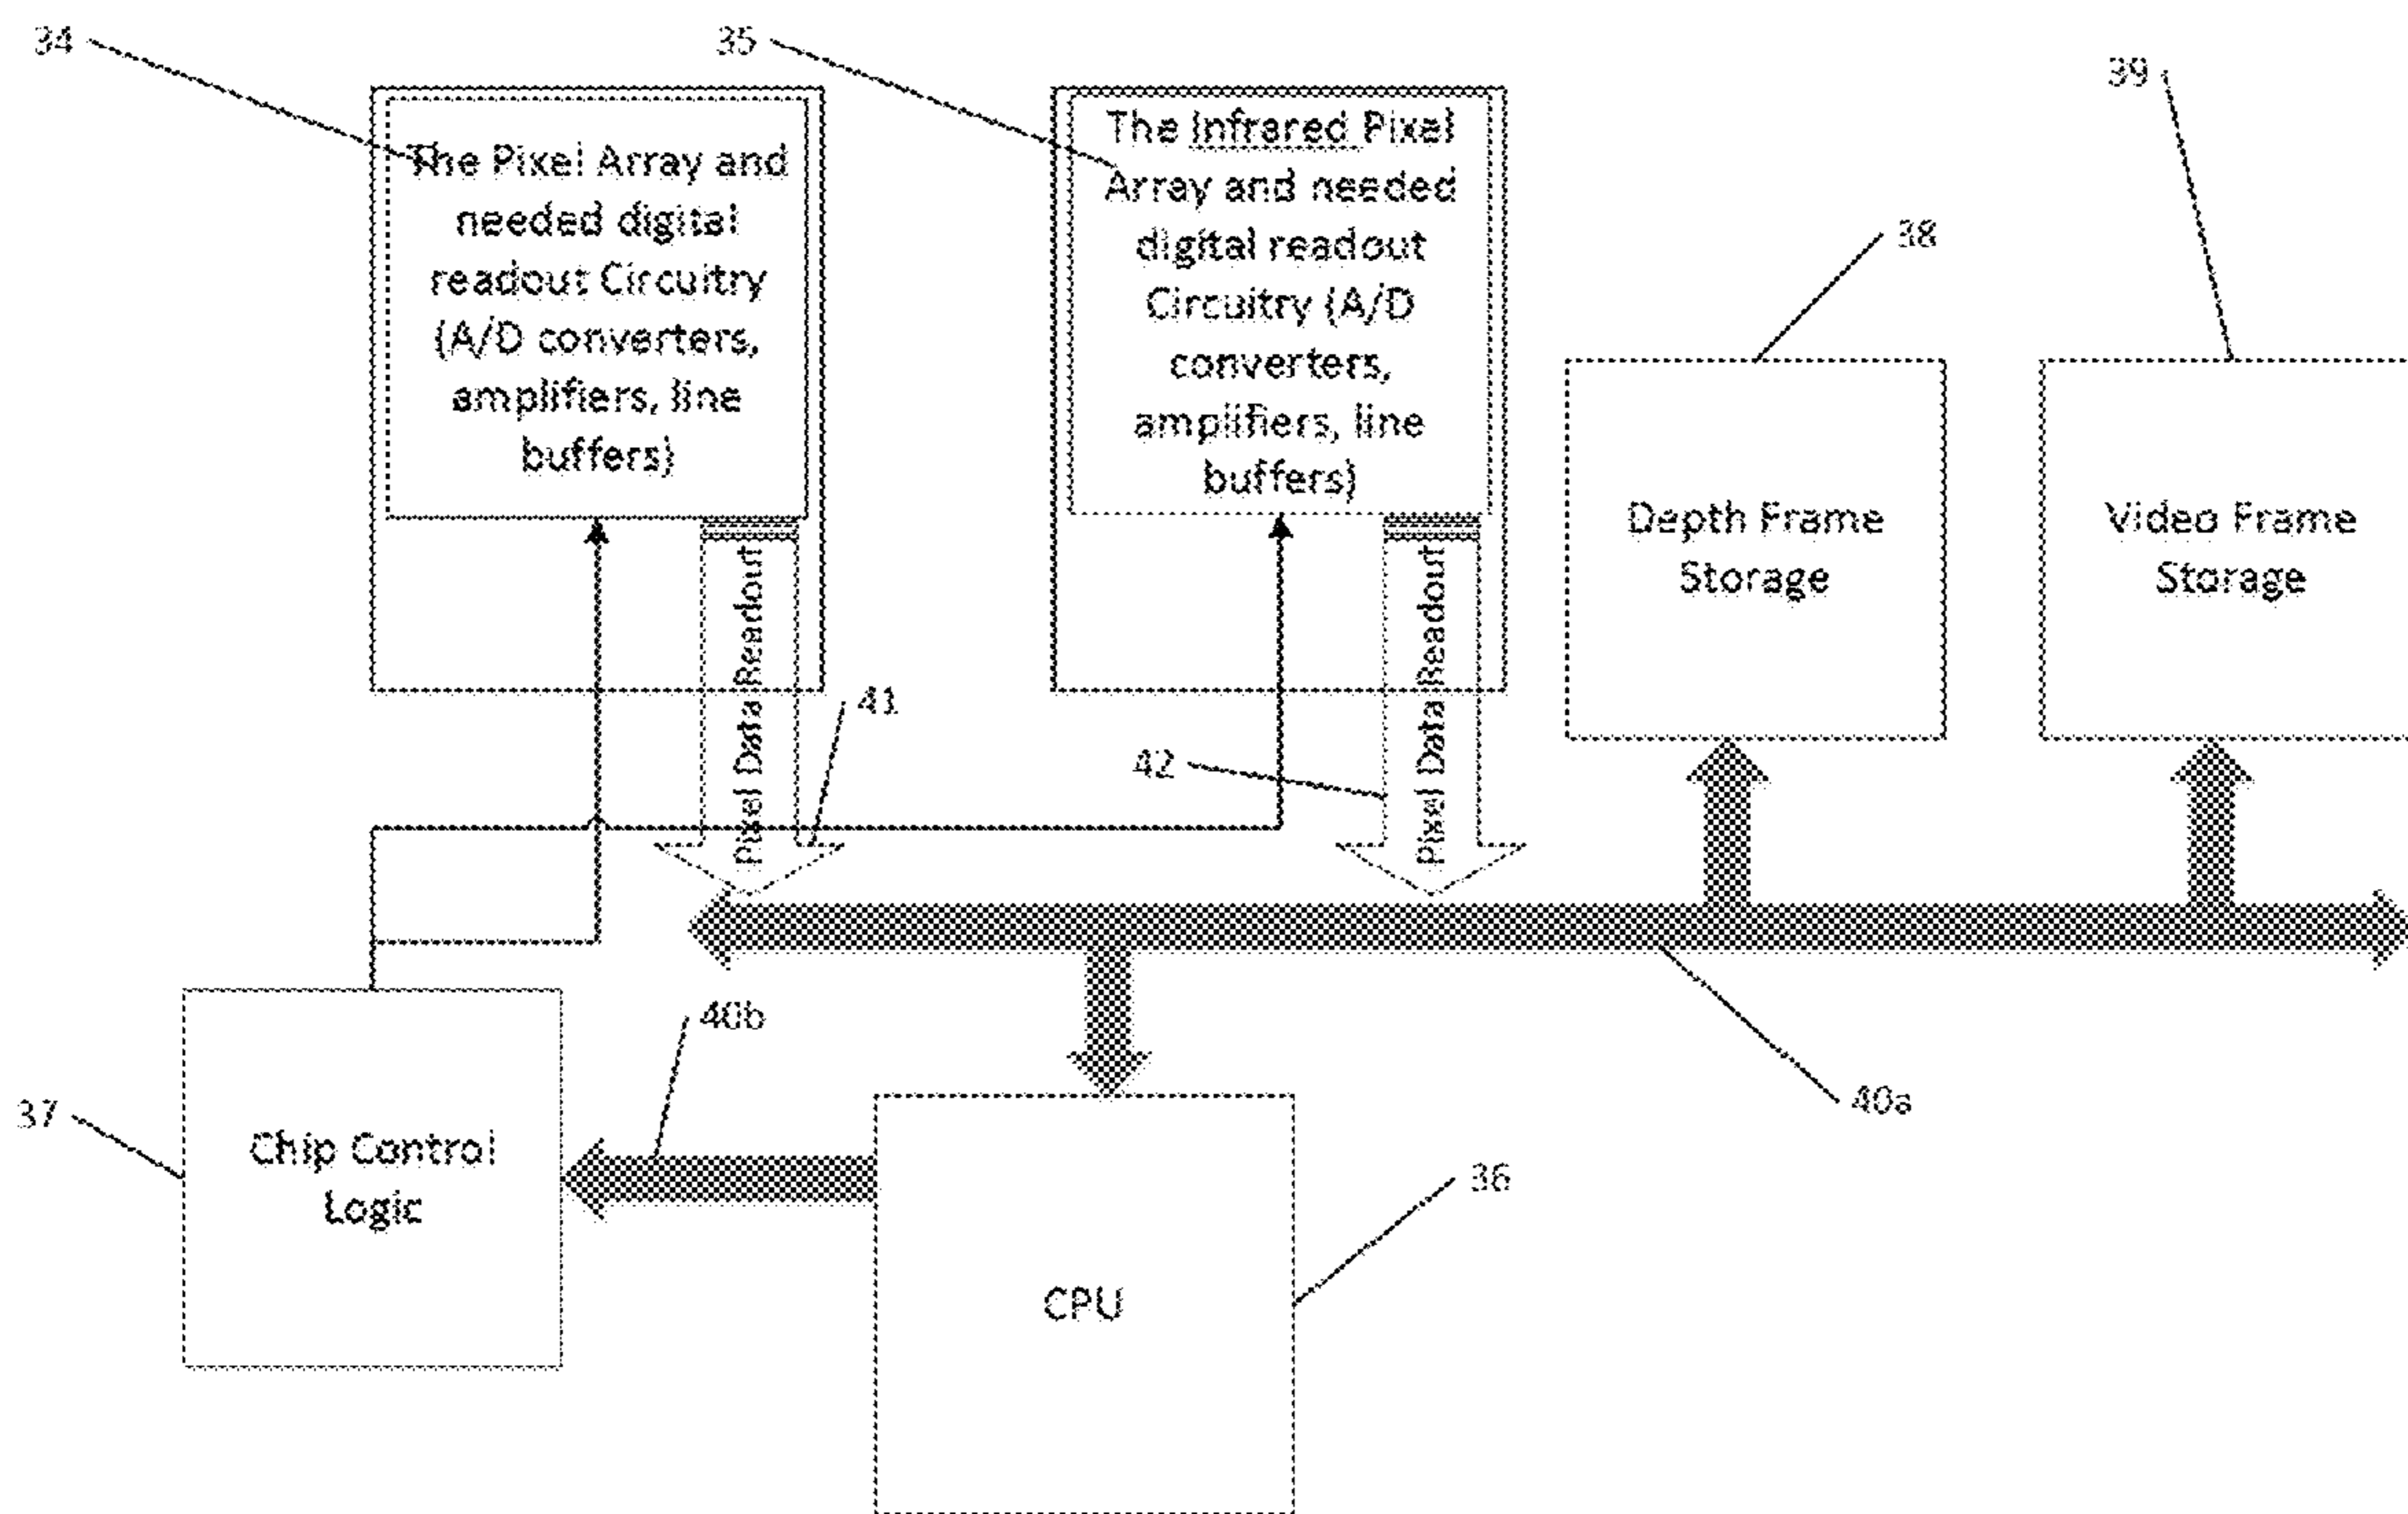 34
35
39
The Pixel Array and
needed digital
readout Circuitry
(A/D converters,
amplifiers, line
buffers)
The Infrared Pixel
Array and needed
digital readout
Circuitry (A/D
converters,
amplifiers, line
buffers)
38
Depth Frame
Storage
Video Frame
Storage
Pixel Data Readout
41
42
Pixel Data Readout
40b
40a
37
Chip Control
Logic
36
CPU